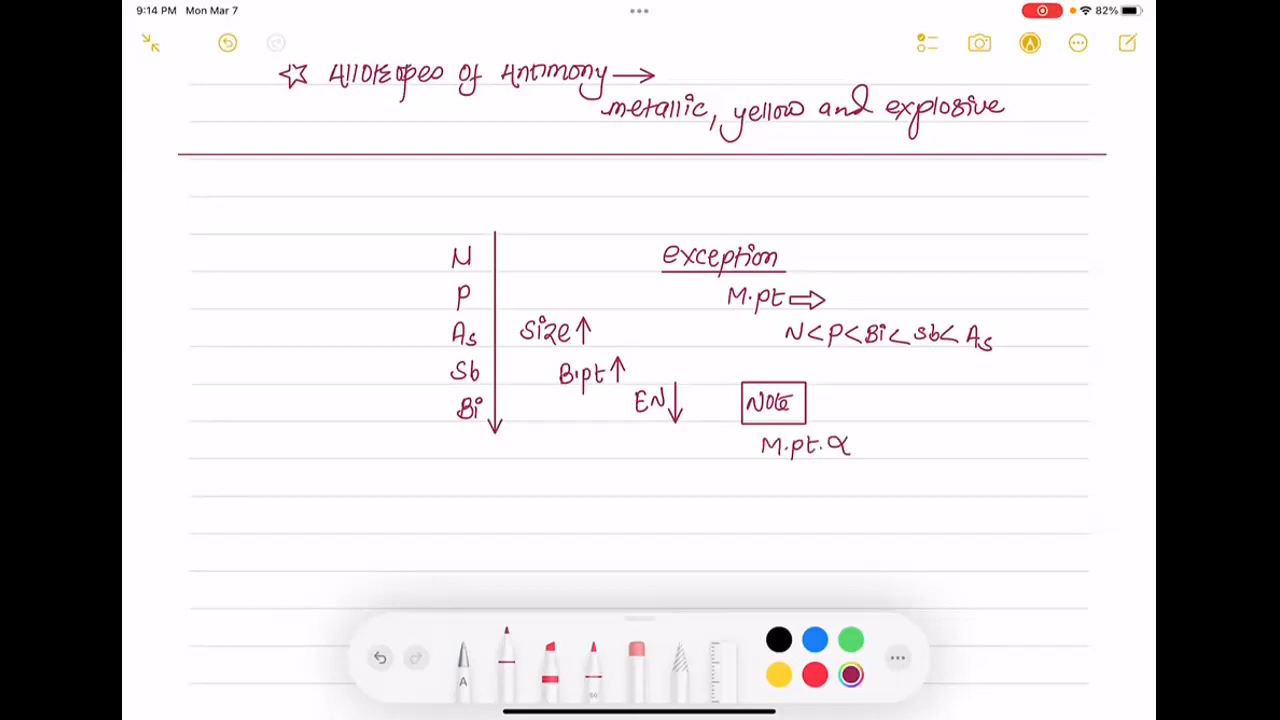 9:14 PM Mon Mar 7
82%
☆ Allotropes of Antimony →
metallic, yellow and explosive
N
exception
P
M.pt ⇒
As Size ↑
N < P < Bi < Sb < As
Sb B.pt ↑
Bi EN ↓
Note
M.pt. ∝
A
50